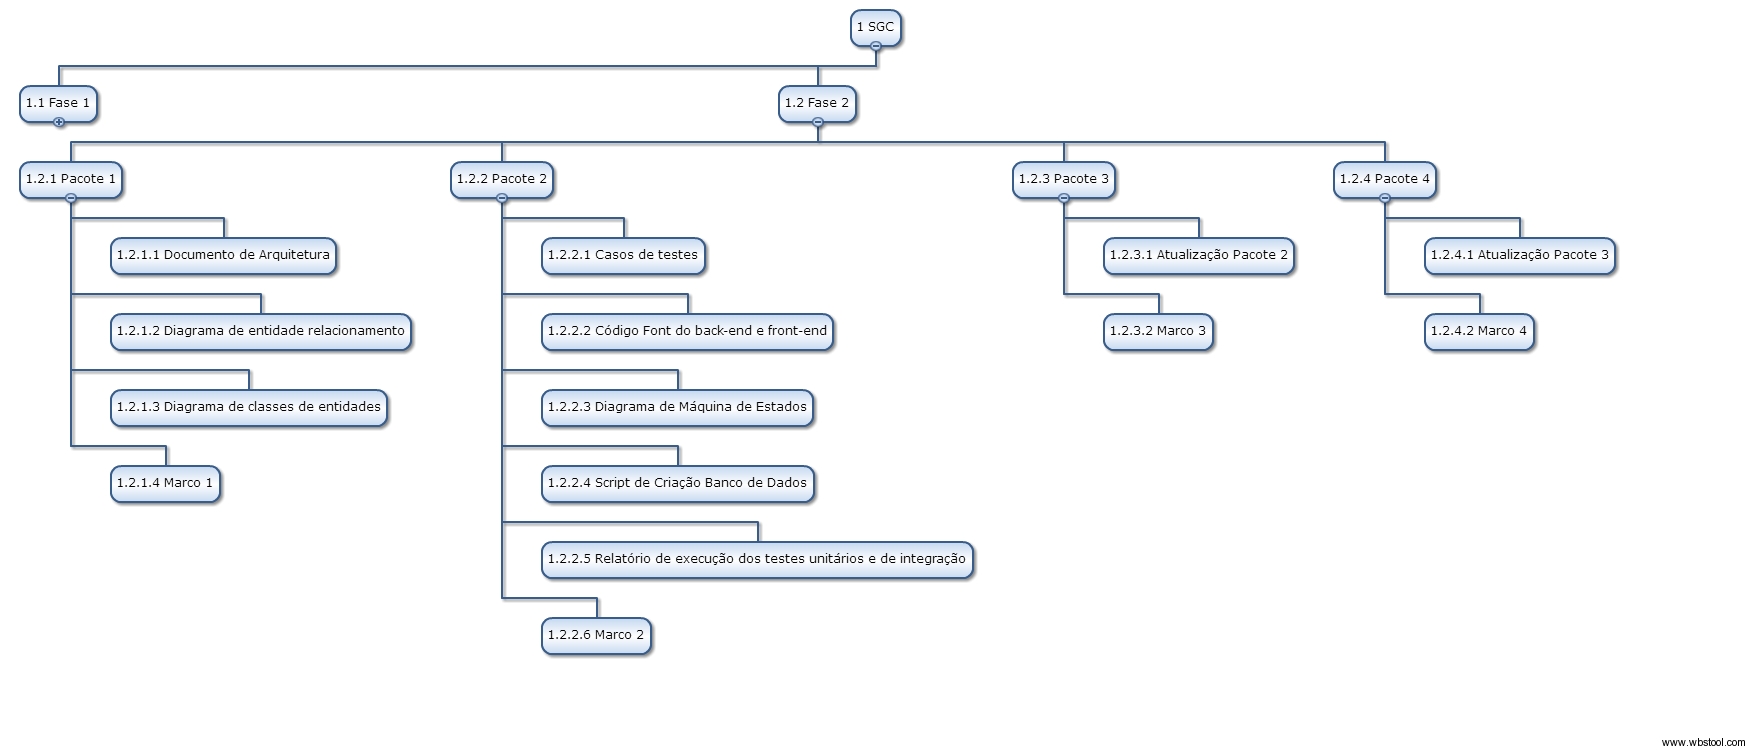 1 SGC
1.1 Fase 1
1.2 Fase 2
1.2.1 Pacote 1
1.2.2 Pacote 2
1.2.3 Pacote 3
1.2.4 Pacote 4
1.2.1.1 Documento de Arquitetura
1.2.2.1 Casos de testes
1.2.3.1 Atualização Pacote 2
1.2.4.1 Atualização Pacote 3
1.2.1.2 Diagrama de entidade relacionamento
1.2.2.2 Código Font do back-end e front-end
1.2.3.2 Marco 3
1.2.4.2 Marco 4
1.2.1.3 Diagrama de classes de entidades
1.2.2.3 Diagrama de Máquina de Estados
1.2.1.4 Marco 1
1.2.2.4 Script de Criação Banco de Dados
1.2.2.5 Relatório de execução dos testes unitários e de integração
1.2.2.6 Marco 2
www.wbstool.com